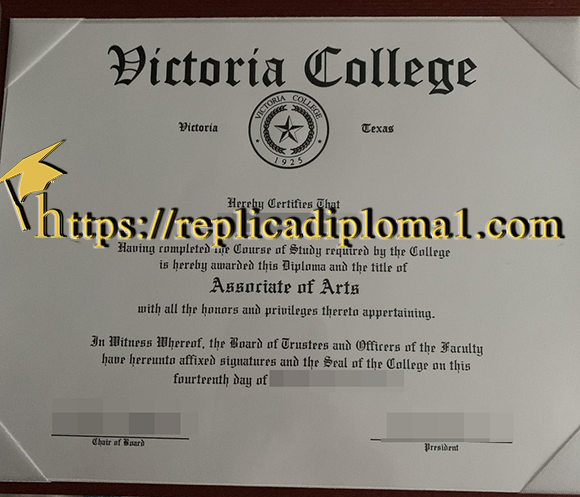 Victoria College
VICTORIA COLLEGE
Victoria Texas
* 1925 *
Hereby Certifies That
https://replicadiploma1.com
Having completed the Course of Study required by the College
is hereby awarded this Diploma and the title of
Associate of Arts
with all the honors and privileges thereto appertaining.
In Witness Whereof, the Board of Trustees and Officers of the Faculty
have hereunto affixed signatures and the Seal of the College on this
fourteenth day of
Chair of Board President